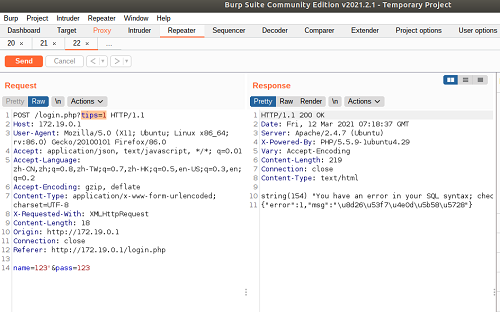 Burp Suite Community Edition v2021.2.1 - Temporary Project
Burp Project Intruder Repeater Window Help
Dashboard Target Proxy Intruder Repeater Sequencer Decoder Comparer Extender Project options User options
20 × 21 × 22 × ...
Send Cancel < >
Request
Pretty Raw \n Actions
1 POST /login.php?tips=1 HTTP/1.1
2 Host: 172.19.0.1
3 User-Agent: Mozilla/5.0 (X11; Ubuntu; Linux x86_64;
rv:86.0) Gecko/20100101 Firefox/86.0
4 Accept: application/json, text/javascript, */*; q=0.01
5 Accept-Language:
zh-CN,zh;q=0.8,zh-TW;q=0.7,zh-HK;q=0.5,en-US;q=0.3,en;
q=0.2
6 Accept-Encoding: gzip, deflate
7 Content-Type: application/x-www-form-urlencoded;
charset=UTF-8
8 X-Requested-With: XMLHttpRequest
9 Content-Length: 18
10 Origin: http://172.19.0.1
11 Connection: close
12 Referer: http://172.19.0.1/login.php
13
14 name=123'&pass=123
Response
Pretty Raw Render \n Actions
1 HTTP/1.1 200 OK
2 Date: Fri, 12 Mar 2021 07:18:37 GMT
3 Server: Apache/2.4.7 (Ubuntu)
4 X-Powered-By: PHP/5.5.9-1ubuntu4.29
5 Vary: Accept-Encoding
6 Content-Length: 219
7 Connection: close
8 Content-Type: text/html
9
10 string(154) "You have an error in your SQL syntax; chec
11 {"error":1,"msg":"\u8d26\u53f7\u4e0d\u5b58\u5728"}